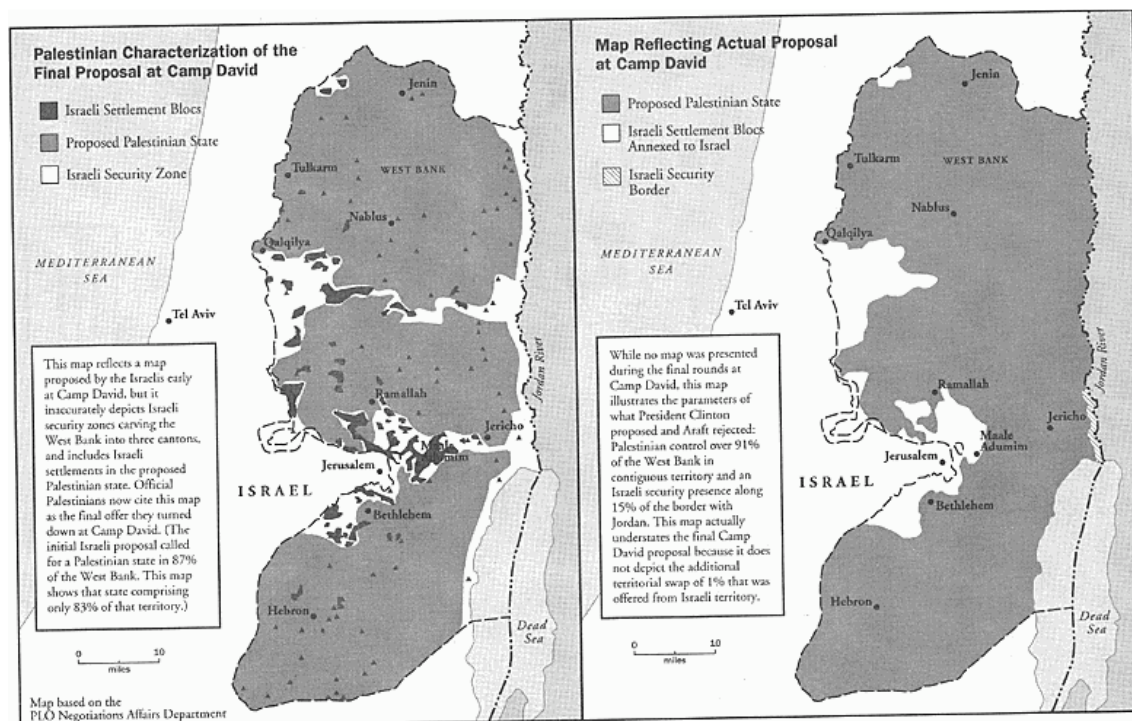 Palestinian Characterization of the
Final Proposal at Camp David
Israeli Settlement Blocs
Proposed Palestinian State
Israeli Security Zone
Jenin
Tulkarm
WEST BANK
Nablus
Qalqilya
MEDITERRANEAN
SEA
Tel Aviv
Jordan River
This map reflects a map
proposed by the Israelis early
at Camp David, but it
inaccurately depicts Israeli
security zones carving the
West Bank into three cantons,
and includes Israeli
settlements in the proposed
Palestinian state. Official
Palestinians now cite this map
as the final offer they turned
down at Camp David. (The
initial Israeli proposal called
for a Palestinian state in 87%
of the West Bank. This map
shows that state comprising
only 83% of that territory.)
Ramallah
Jericho
Maale
Adumim
Jerusalem
ISRAEL
Bethlehem
Hebron
Dead
Sea
0 10
miles
Map based on the
PLO Negotiations Affairs Department
Map Reflecting Actual Proposal
at Camp David
Proposed Palestinian State
Israeli Settlement Blocs
Annexed to Israel
Israeli Security
Border
Jenin
Tulkarm
WEST BANK
Nablus
Qalqilya
MEDITERRANEAN
SEA
Tel Aviv
Jordan River
While no map was presented
during the final rounds at
Camp David, this map
illustrates the parameters of
what President Clinton
proposed and Araft rejected:
Palestinian control over 91%
of the West Bank in
contiguous territory and an
Israeli security presence along
15% of the border with
Jordan. This map actually
understates the final Camp
David proposal because it does
not depict the additional
territorial swap of 1% that was
offered from Israeli territory.
Ramallah
Jericho
Maale
Adumim
Jerusalem
ISRAEL
Bethlehem
Hebron
Dead
Sea
0 10
miles